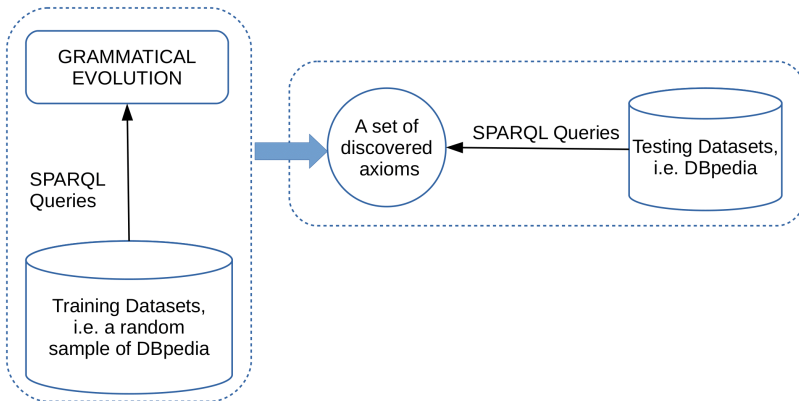 GRAMMATICAL
EVOLUTION
SPARQL
Queries
Training Datasets,
i.e. a random
sample of DBpedia
A set of
discovered
axioms
SPARQL Queries
Testing Datasets,
i.e. DBpedia